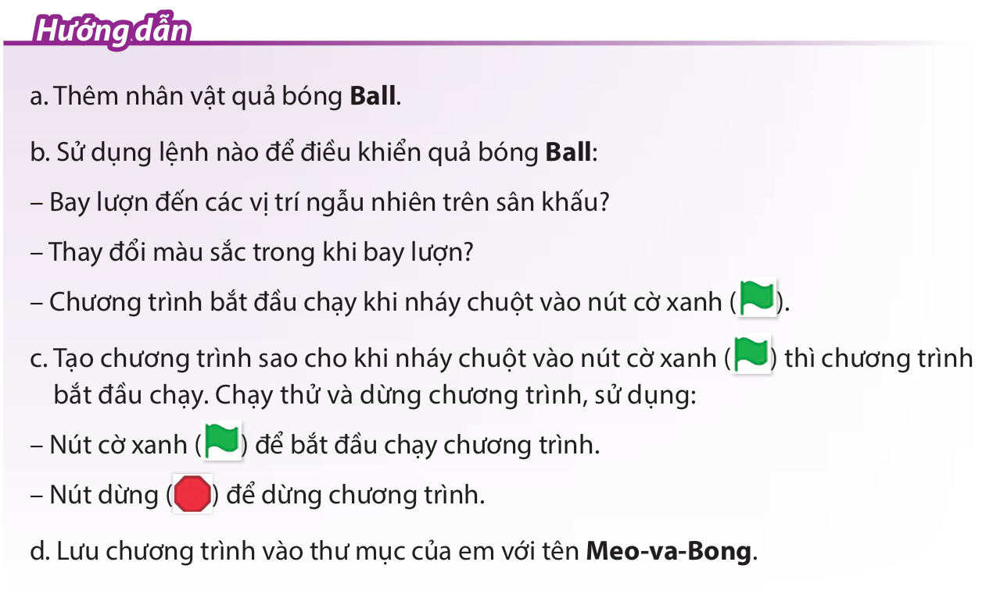 Hướng dẫn
a. Thêm nhân vật quả bóng Ball.
b. Sử dụng lệnh nào để điều khiển quả bóng Ball:
– Bay lượn đến các vị trí ngẫu nhiên trên sân khấu?
– Thay đổi màu sắc trong khi bay lượn?
– Chương trình bắt đầu chạy khi nháy chuột vào nút cờ xanh ( ).
c. Tạo chương trình sao cho khi nháy chuột vào nút cờ xanh ( ) thì chương trình
bắt đầu chạy. Chạy thử và dừng chương trình, sử dụng:
– Nút cờ xanh ( ) để bắt đầu chạy chương trình.
– Nút dừng ( ) để dừng chương trình.
d. Lưu chương trình vào thư mục của em với tên Meo-va-Bong.